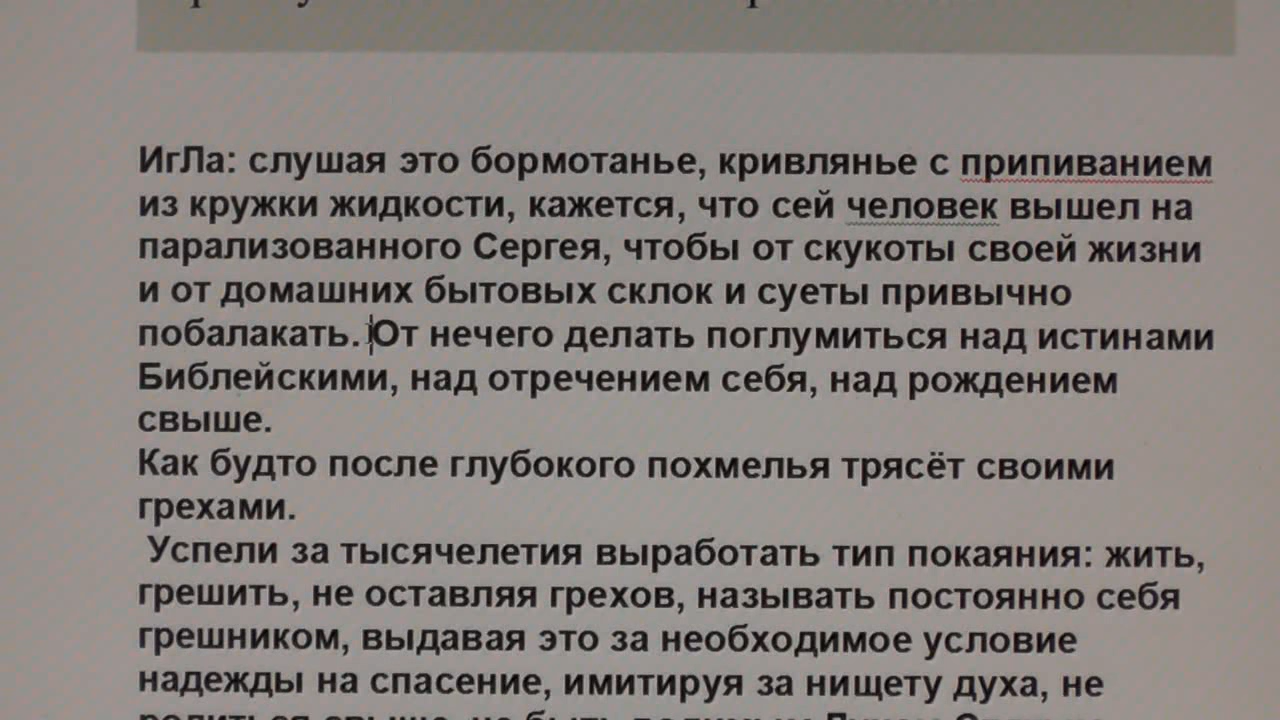 ИгЛа: слушая это бормотанье, кривлянье с припиванием
из кружки жидкости, кажется, что сей человек вышел на
парализованного Сергея, чтобы от скукоты своей жизни
и от домашних бытовых склок и суеты привычно
побалакать. От нечего делать поглумиться над истинами
Библейскими, над отречением себя, над рождением
свыше.
Как будто после глубокого похмелья трясёт своими
грехами.
Успели за тысячелетия выработать тип покаяния: жить,
грешить, не оставляя грехов, называть постоянно себя
грешником, выдавая это за необходимое условие
надежды на спасение, имитируя за нищету духа, не